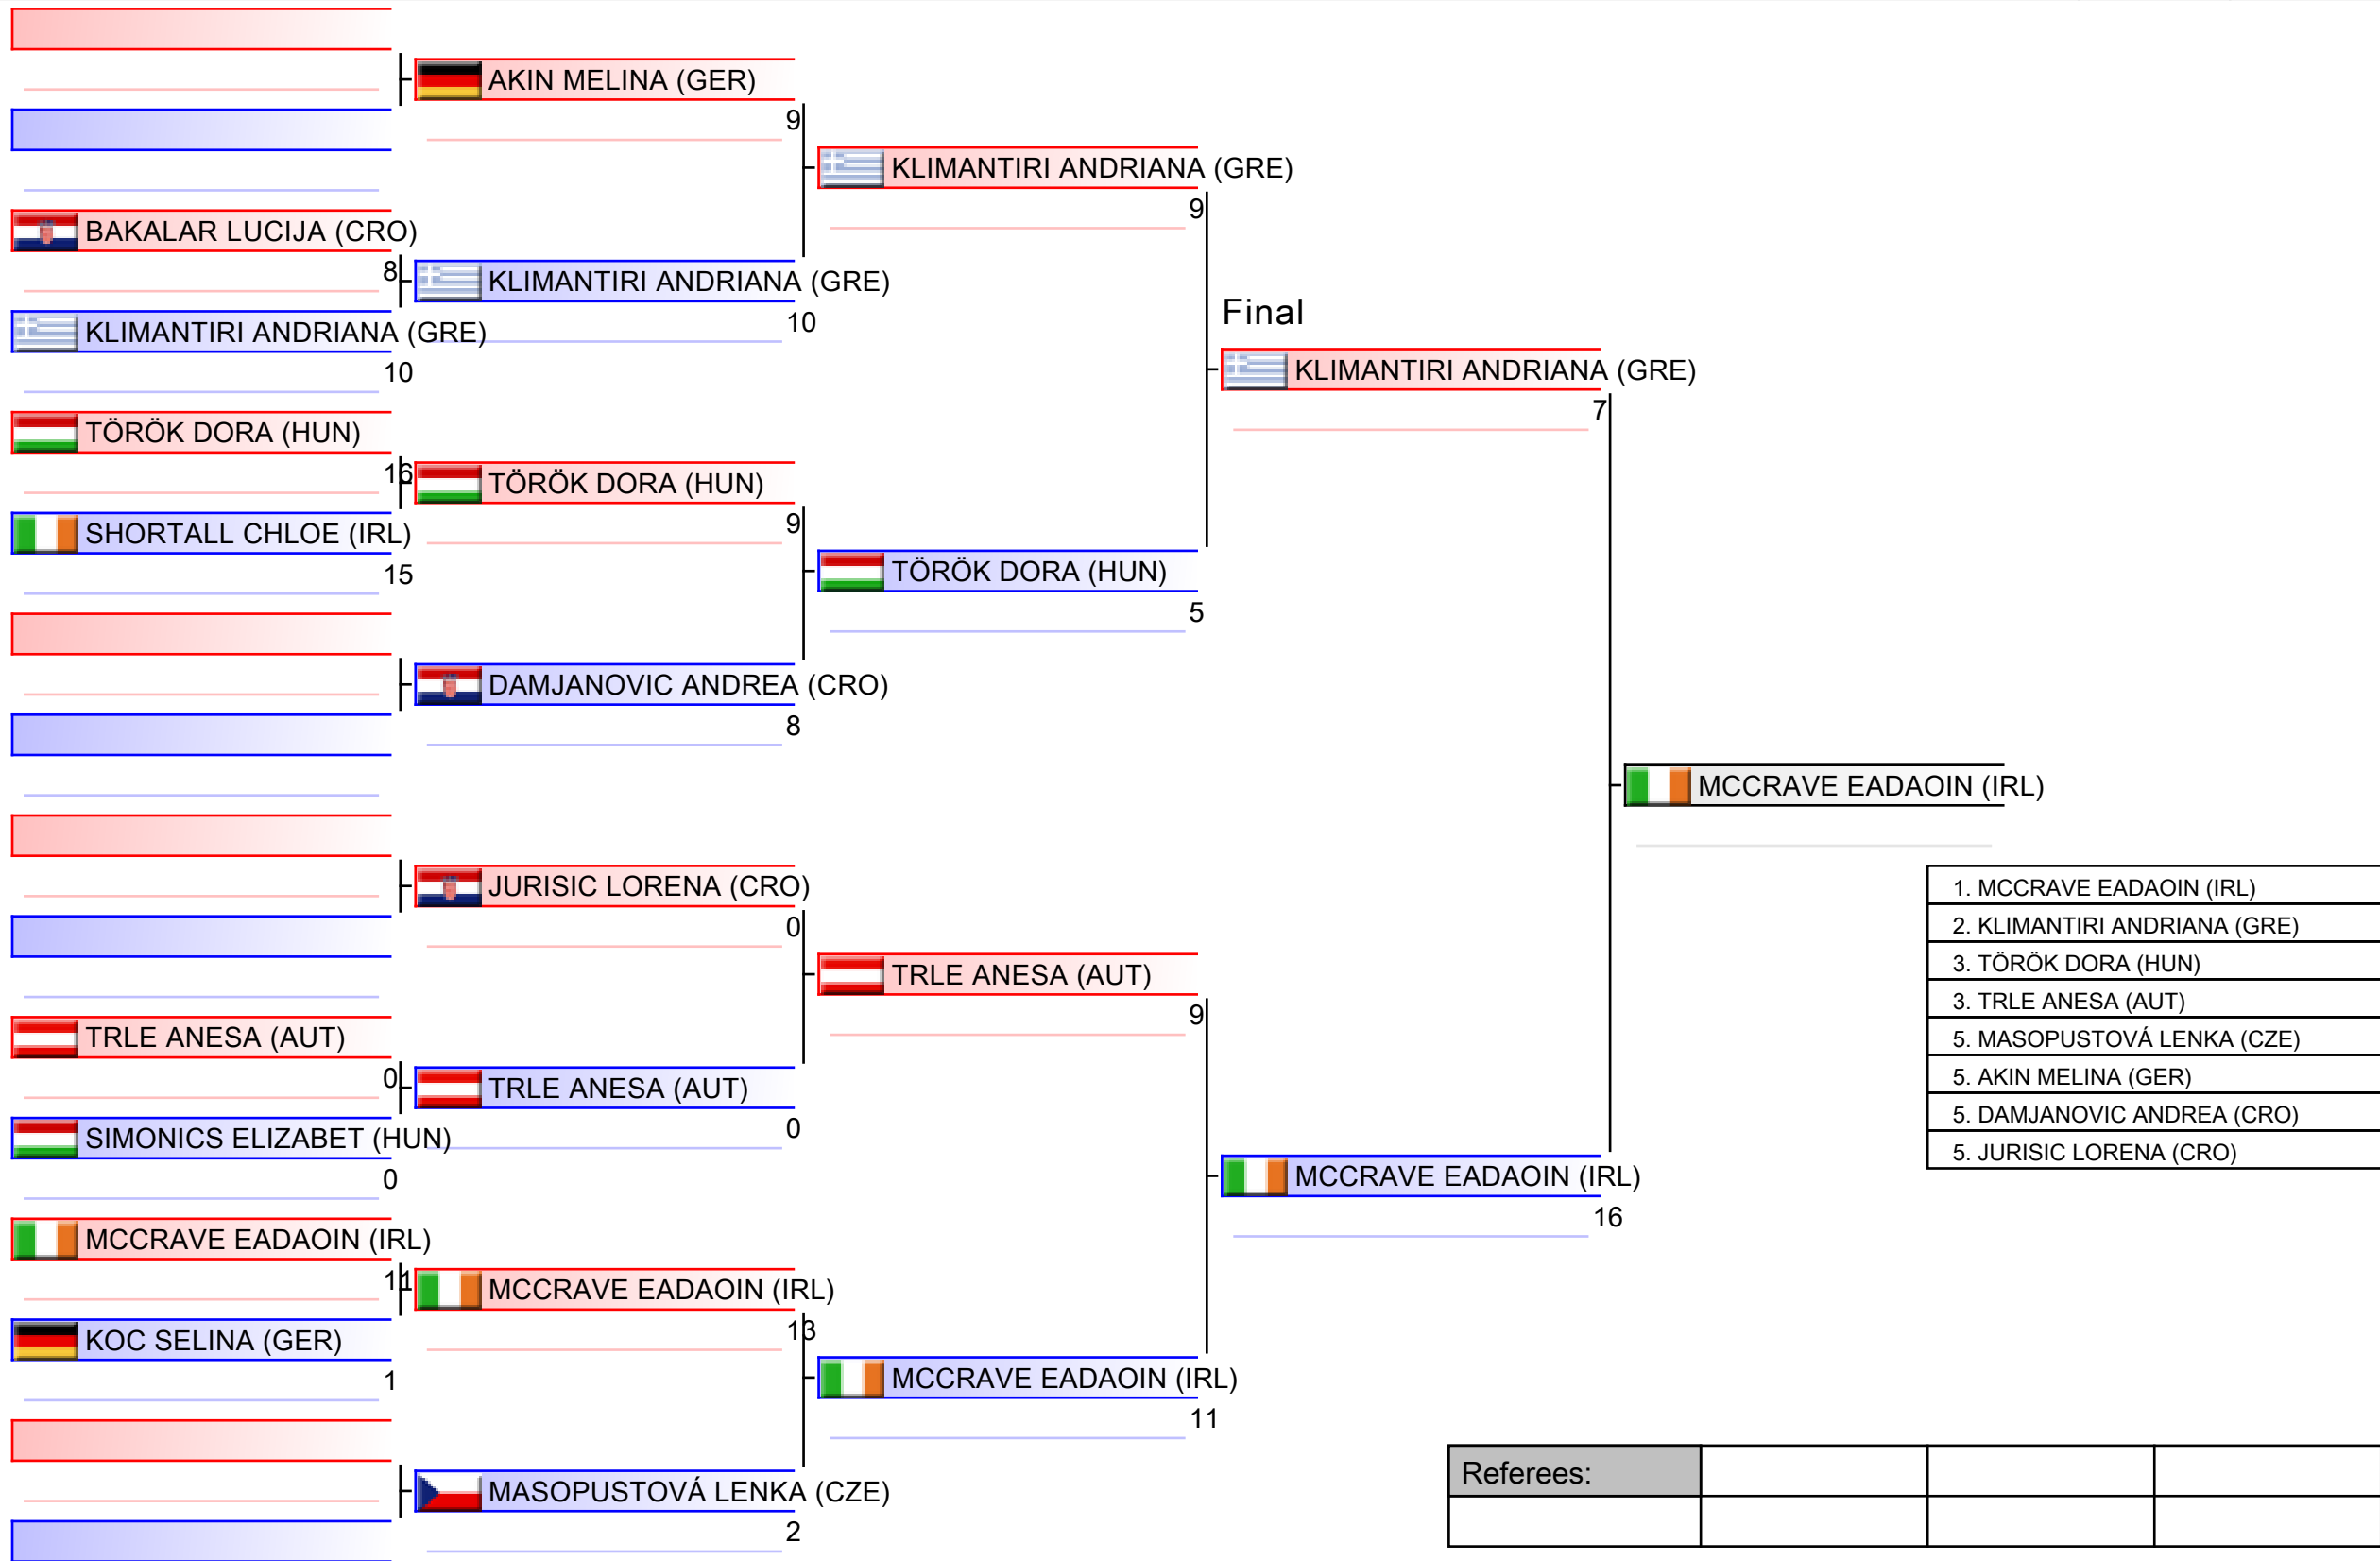 AKIN MELINA (GER)
9
KLIMANTIRI ANDRIANA (GRE)
9
BAKALAR LUCIJA (CRO)
8
KLIMANTIRI ANDRIANA (GRE)
10
KLIMANTIRI ANDRIANA (GRE)
10
Final
KLIMANTIRI ANDRIANA (GRE)
7
TÖRÖK DORA (HUN)
16
TÖRÖK DORA (HUN)
9
SHORTALL CHLOE (IRL)
15
TÖRÖK DORA (HUN)
5
DAMJANOVIC ANDREA (CRO)
8
MCCRAVE EADAOIN (IRL)
JURISIC LORENA (CRO)
0
TRLE ANESA (AUT)
9
TRLE ANESA (AUT)
0
TRLE ANESA (AUT)
0
SIMONICS ELIZABET (HUN)
0
MCCRAVE EADAOIN (IRL)
16
1. MCCRAVE EADAOIN (IRL)
2. KLIMANTIRI ANDRIANA (GRE)
3. TÖRÖK DORA (HUN)
3. TRLE ANESA (AUT)
5. MASOPUSTOVÁ LENKA (CZE)
5. AKIN MELINA (GER)
5. DAMJANOVIC ANDREA (CRO)
5. JURISIC LORENA (CRO)
MCCRAVE EADAOIN (IRL)
11
MCCRAVE EADAOIN (IRL)
13
KOC SELINA (GER)
1
MCCRAVE EADAOIN (IRL)
11
MASOPUSTOVÁ LENKA (CZE)
2
Referees: